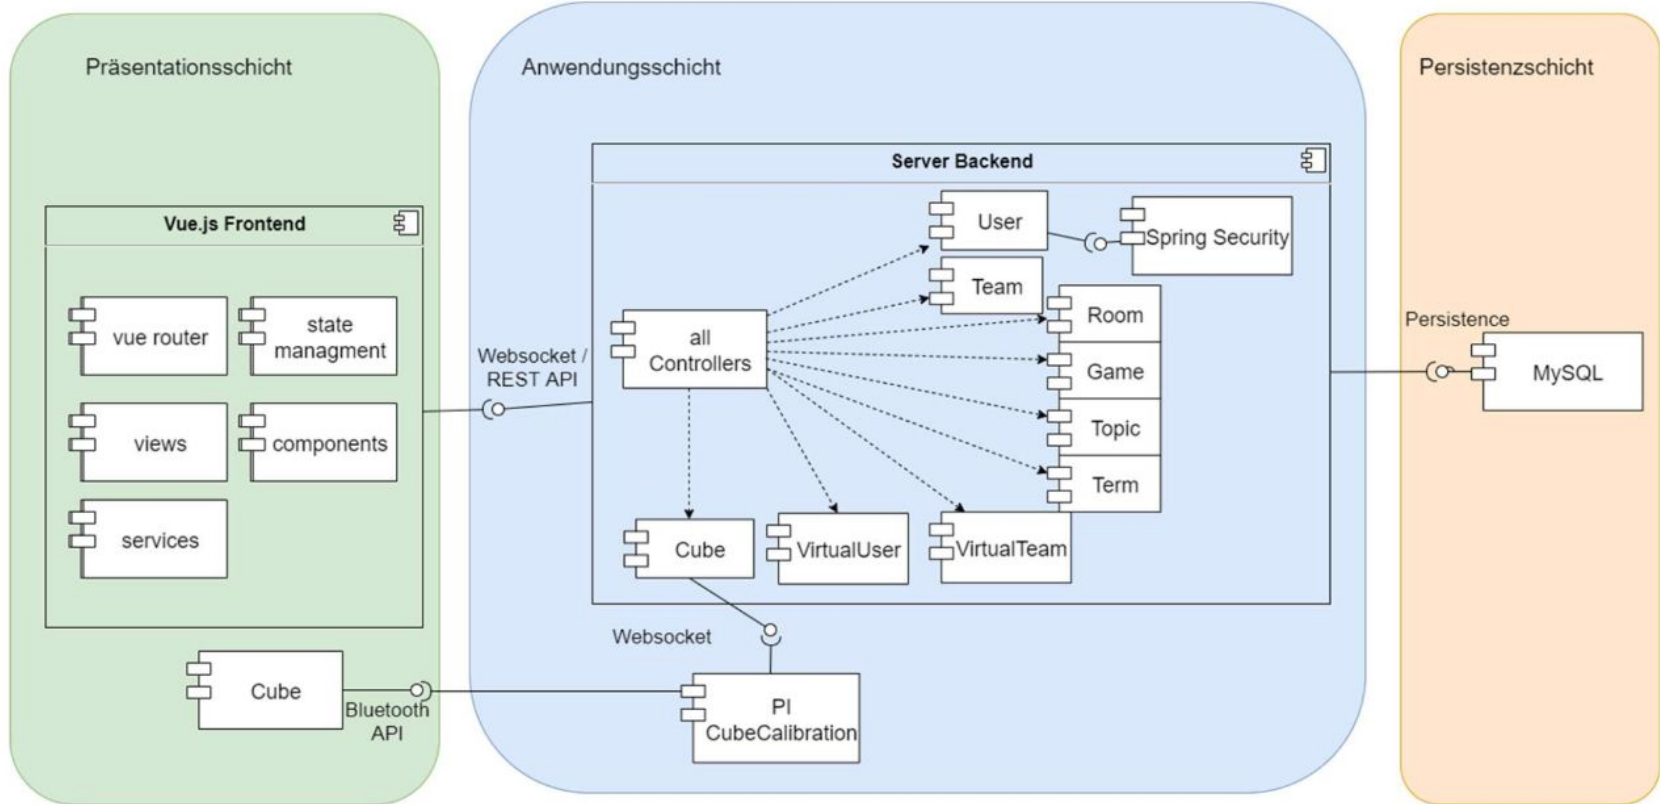 Präsentationsschicht
Vue.js Frontend
vue router
state
managment
views
components
services
Cube
Bluetooth
API
Websocket /
REST API
Anwendungsschicht
Server Backend
all
Controllers
User
Spring Security
Team
Room
Game
Topic
Term
Cube
VirtualUser
VirtualTeam
Websocket
PI
CubeCalibration
Persistenzschicht
Persistence
MySQL